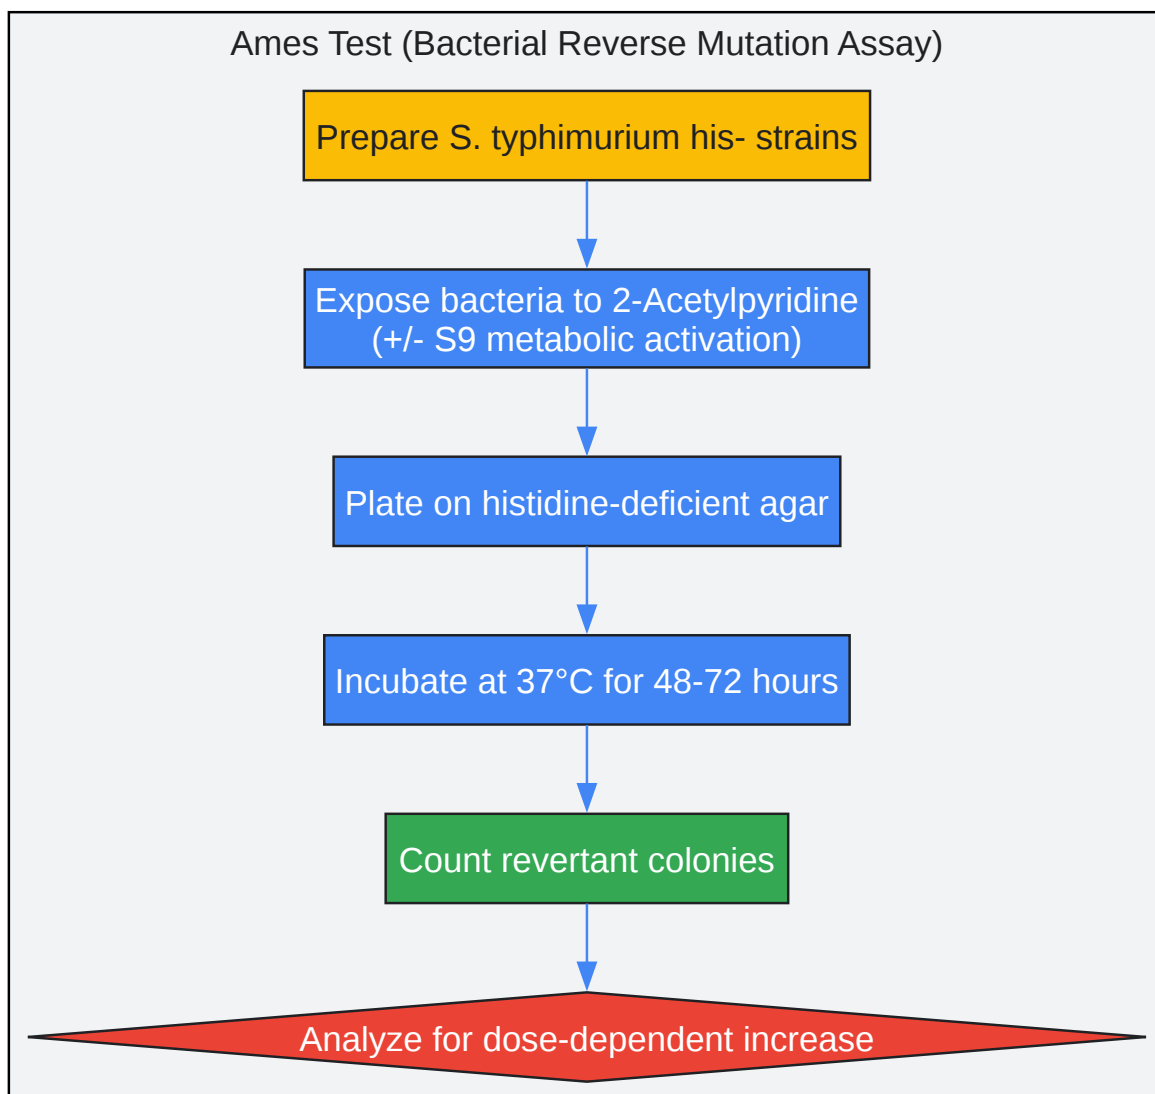 Ames Test (Bacterial Reverse Mutation Assay)
Prepare S. typhimurium his- strains
Expose bacteria to 2-Acetylpyridine
(+/- S9 metabolic activation)
Plate on histidine-deficient agar
Incubate at 37°C for 48-72 hours
Count revertant colonies
Analyze for dose-dependent increase